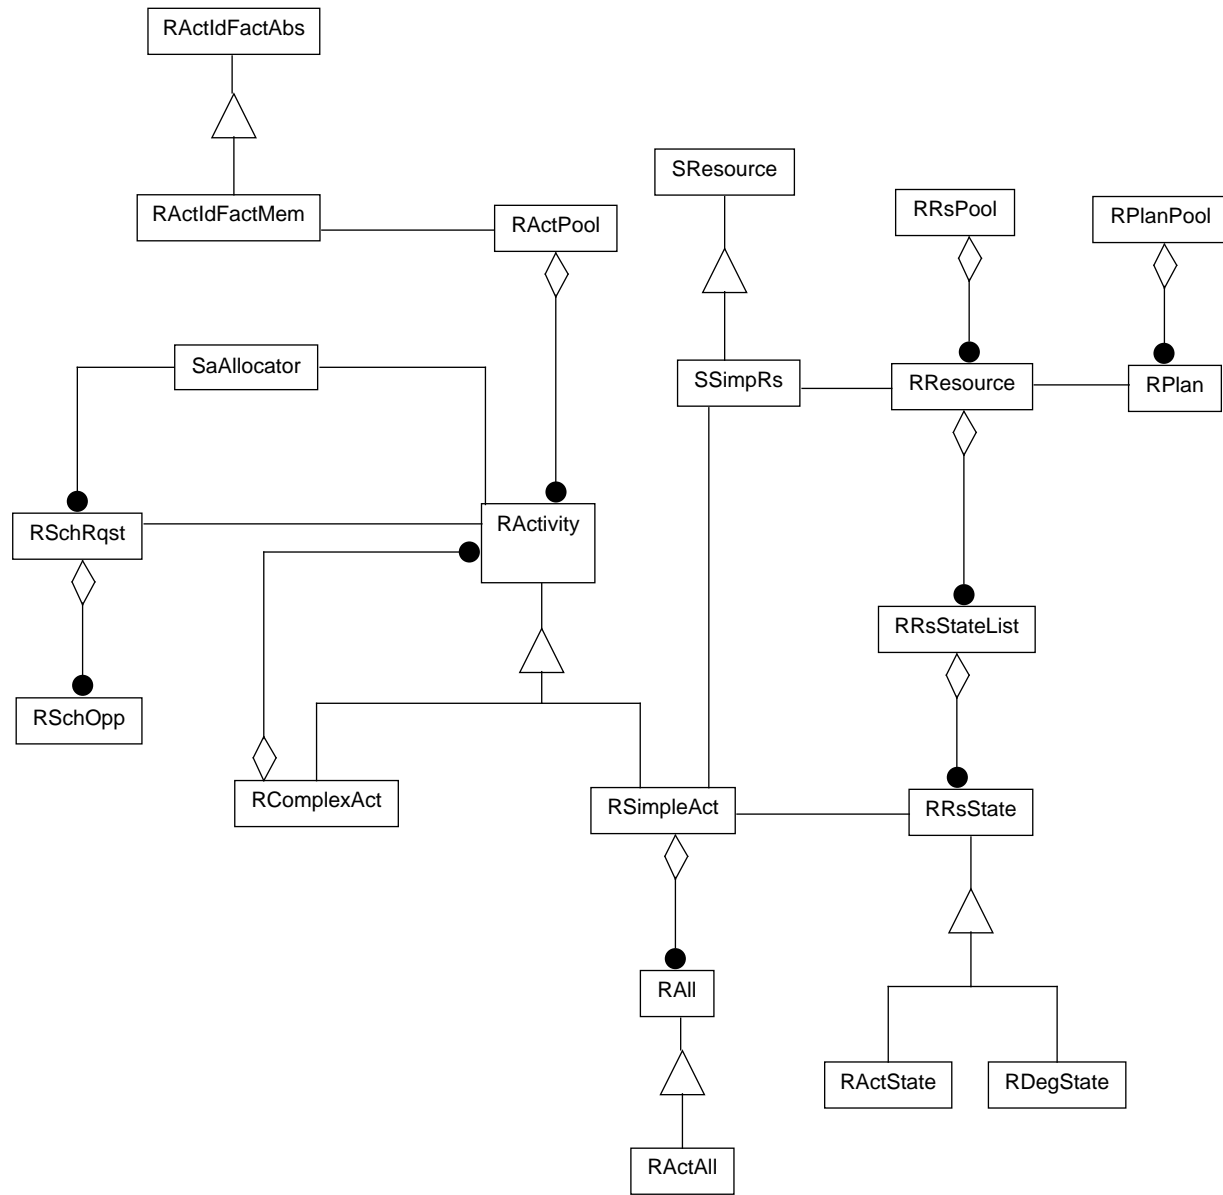 RActIdFactAbs
SResource
RActIdFactMem
RActPool
RRsPool
RPlanPool
SaAllocator
SSimpRs
RResource
RPlan
RSchRqst
RActivity
RRsStateList
RSchOpp
RComplexAct
RSimpleAct
RRsState
RAll
RActState
RDegState
RActAll